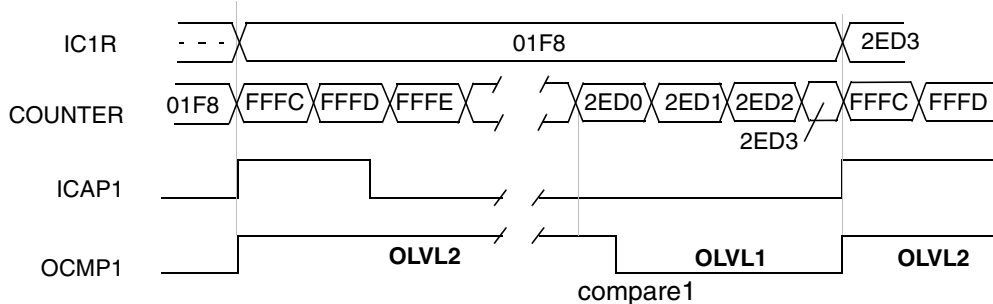 IC1R 01F8 2ED3
COUNTER 01F8 FFFC FFFD FFFE 2ED0 2ED1 2ED2 FFFC FFFD
2ED3
ICAP1
OCMP1 OLVL2 OLVL1 OLVL2
compare1